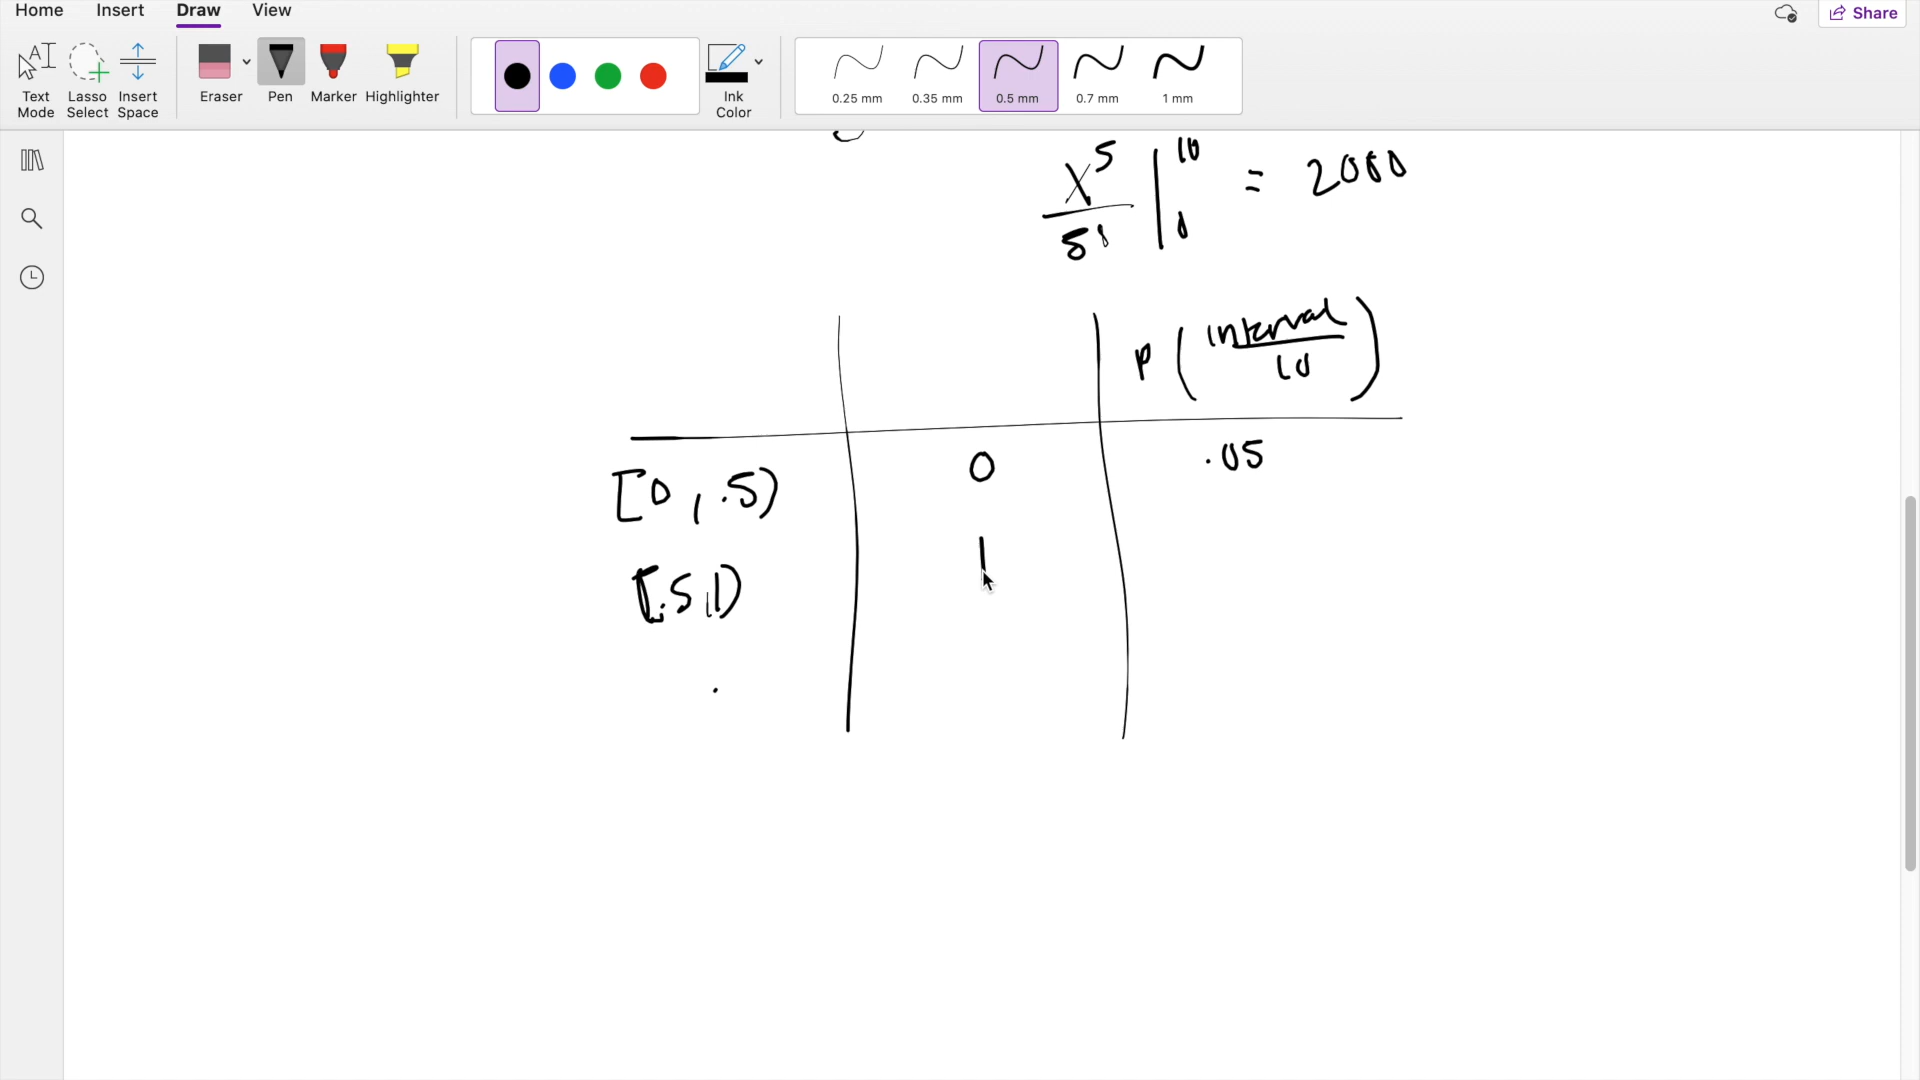 Home Insert Draw View
Share
Text Mode
Lasso Select
Insert Space
Eraser
Pen
Marker
Highlighter
Ink Color
0.25 mm
0.35 mm
0.5 mm
0.7 mm
1 mm
x^5 / 50 | 10 0 = 2000
P ( interval / 10 )
[0, .5) 0 .05
[.5, 1) 1
.